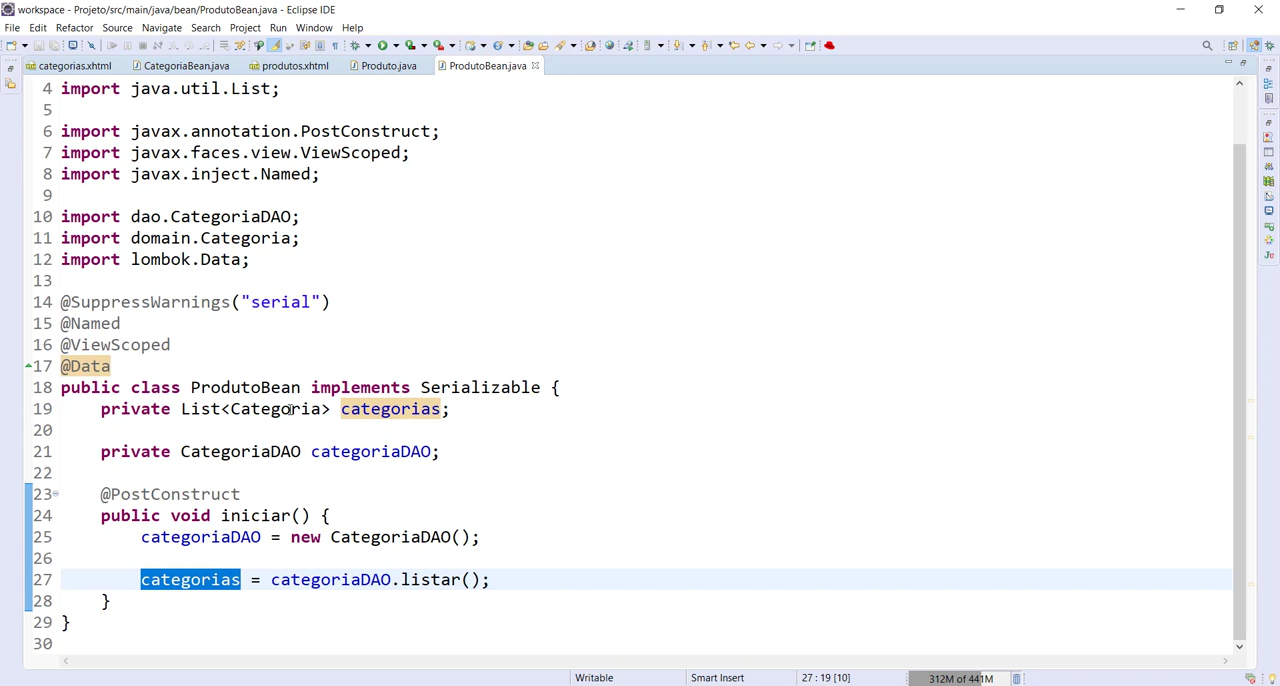 workspace - Projeto/src/main/java/bean/ProdutoBean.java - Eclipse IDE
File Edit Refactor Source Navigate Search Project Run Window Help
categorias.xhtml CategoriaBean.java produtos.xhtml Produto.java ProdutoBean.java
4 import java.util.List;
5
6 import javax.annotation.PostConstruct;
7 import javax.faces.view.ViewScoped;
8 import javax.inject.Named;
9
10 import dao.CategoriaDAO;
11 import domain.Categoria;
12 import lombok.Data;
13
14 @SuppressWarnings("serial")
15 @Named
16 @ViewScoped
17 @Data
18 public class ProdutoBean implements Serializable {
19 private List<Categoria> categorias;
20
21 private CategoriaDAO categoriaDAO;
22
23 @PostConstruct
24 public void iniciar() {
25 categoriaDAO = new CategoriaDAO();
26
27 categorias = categoriaDAO.listar();
28 }
29 }
30
Writable Smart Insert 27 : 19 [10] 312M of 441M